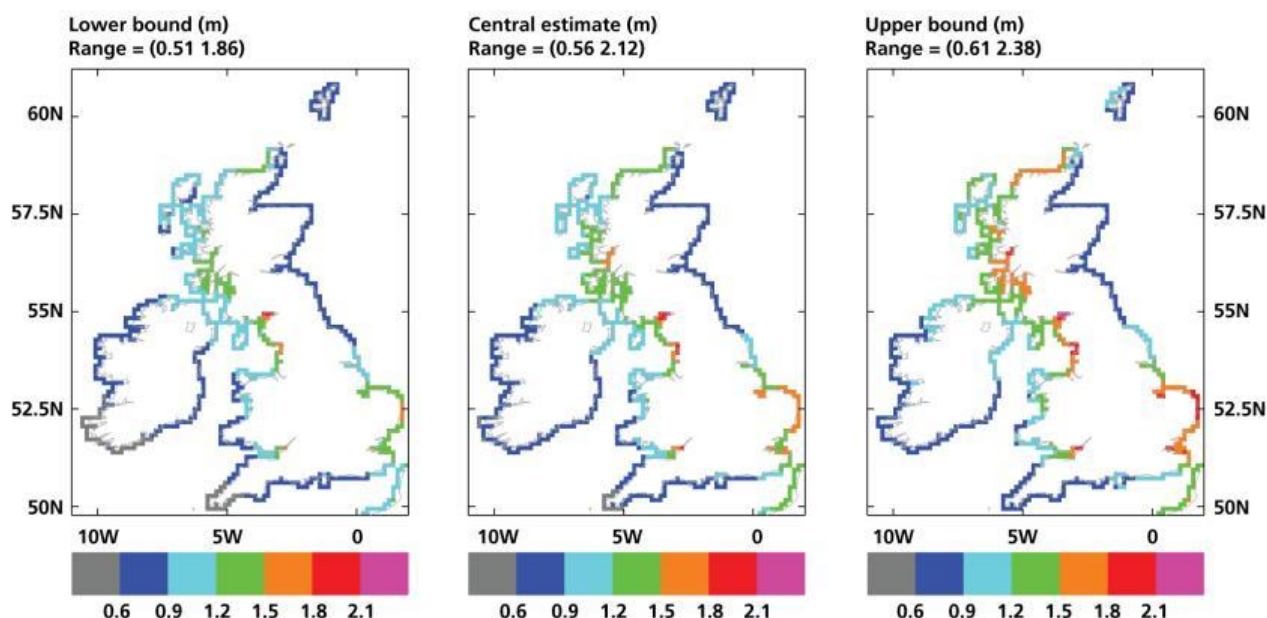 Lower bound (m)
Range = (0.51 1.86)
Central estimate (m)
Range = (0.56 2.12)
Upper bound (m)
Range = (0.61 2.38)
60N
57.5N
55N
52.5N
50N
60N
57.5N
55N
52.5N
50N
10W 5W 0
10W 5W 0
10W 5W 0
0.6 0.9 1.2 1.5 1.8 2.1
0.6 0.9 1.2 1.5 1.8 2.1
0.6 0.9 1.2 1.5 1.8 2.1